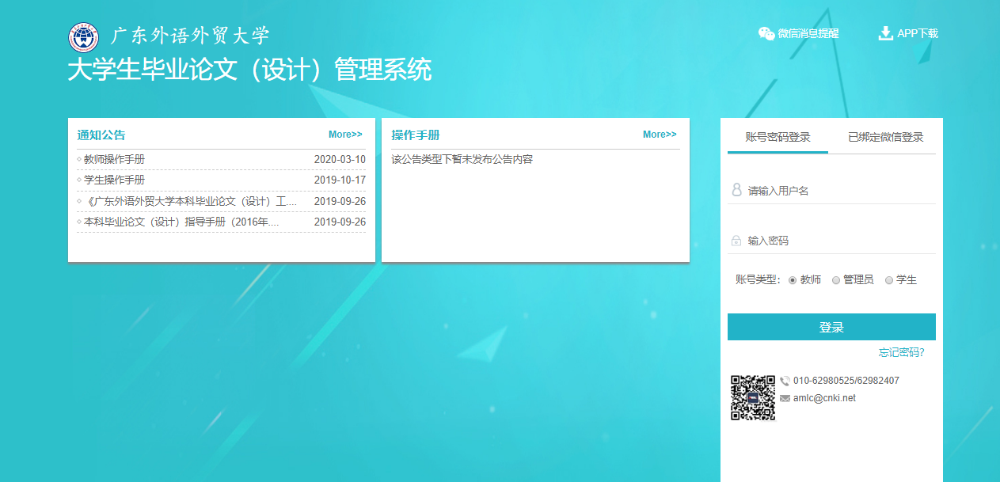 广东外语外贸大学
大学生毕业论文（设计）管理系统
微信消息提醒
APP下载
通知公告 More>>
教师操作手册 2020-03-10
学生操作手册 2019-10-17
《广东外语外贸大学本科毕业论文（设计）工.... 2019-09-26
本科毕业论文（设计）指导手册（2016年.... 2019-09-26
操作手册 More>>
该公告类型下暂未发布公告内容
账号密码登录 已绑定微信登录
请输入用户名
输入密码
账号类型： 教师 管理员 学生
登录
忘记密码?
010-62980525/62982407
amlc@cnki.net